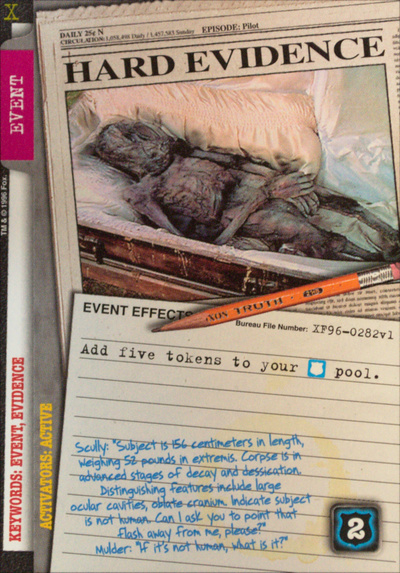 X
DAILY 25¢ N
EPISODE: Pilot
CIRCULATION: 1,058,498 Daily / 1,457,583 Sunday
HARD EVIDENCE
EVENT
TM & © 1996 Fox.
EVENT EFFECTS
TRUTH · #2
Bureau File Number: XF96-0282v1
Add five tokens to your pool.
KEYWORDS: EVENT, EVIDENCE
ACTIVATORS: ACTIVE
Scully: "Subject is 156 centimeters in length,
weighing 52 pounds in extremis. Corpse is in
advanced stages of decay and dessication.
Distinguishing features include large
ocular cavities, oblate cranium. Indicate subject
is not human. Can I ask you to point that
flash away from me, please?"
Mulder: "If it's not human, what is it?"
2